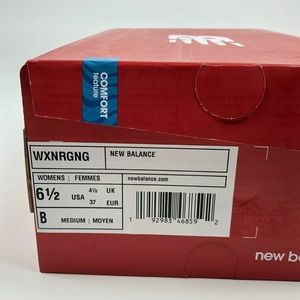 COMFORT
feature
WXNRGNG
NEW BALANCE
WOMENS | FEMMES
newbalance.com
6½ USA 4½ UK
37 EUR
B MEDIUM | MOYEN
1 92983 46859 2
new ba